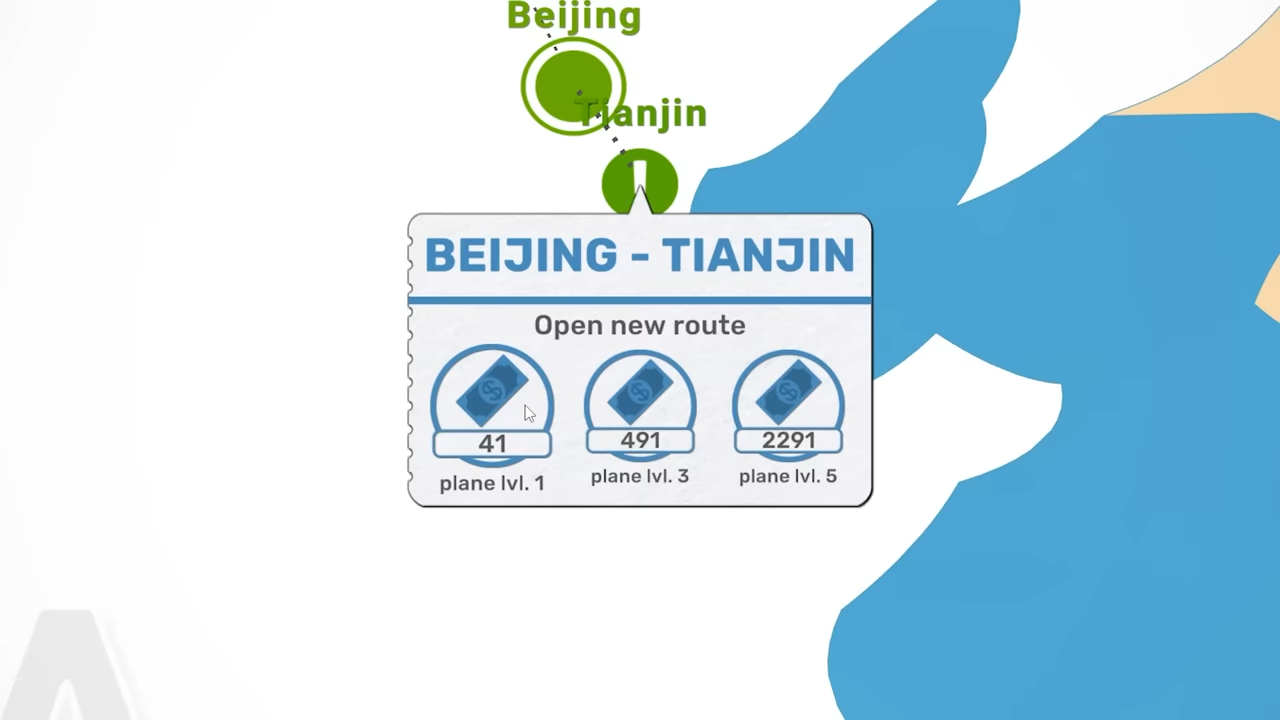 Beijing
Tianjin
BEIJING - TIANJIN
Open new route
41
491
2291
plane lvl. 1
plane lvl. 3
plane lvl. 5
A